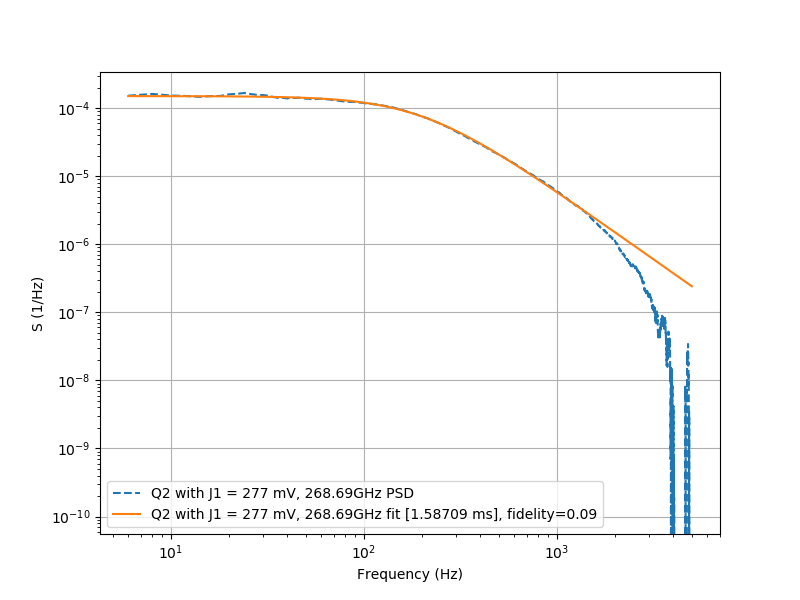 10⁻⁴
10⁻⁵
10⁻⁶
10⁻⁷
10⁻⁸
10⁻⁹
10⁻¹⁰
S (1/Hz)
Q2 with J1 = 277 mV, 268.69GHz PSD
Q2 with J1 = 277 mV, 268.69GHz fit [1.58709 ms], fidelity=0.09
10¹ 10² 10³
Frequency (Hz)